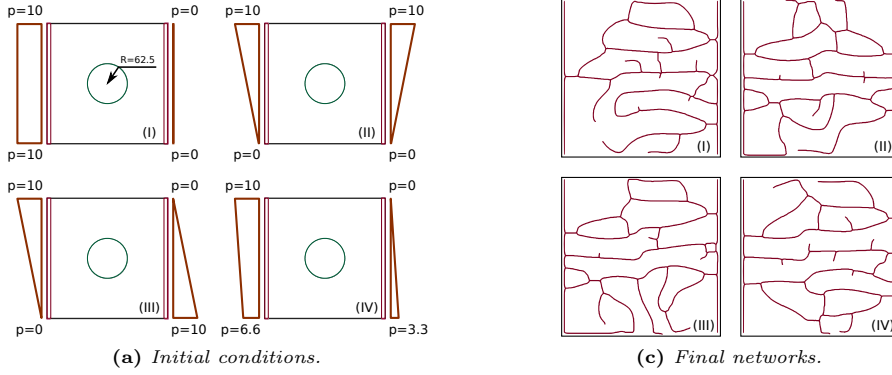 p=10
p=0
R=62.5
(I)
p=10
p=0
p=10
p=10
(II)
p=0
p=0
p=10
p=0
(III)
p=0
p=10
p=10
p=0
(IV)
p=6.6
p=3.3
(a) Initial conditions.
(I)
(II)
(III)
(IV)
(c) Final networks.